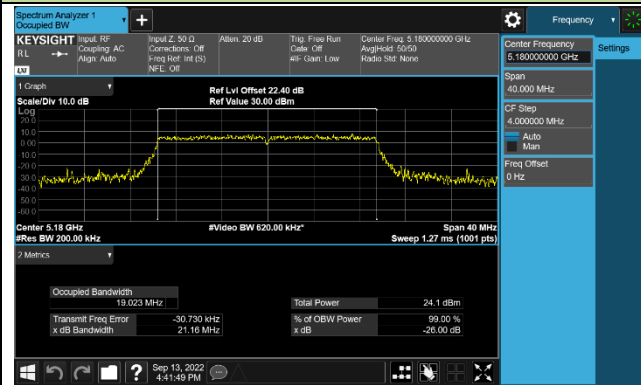 Spectrum Analyzer 1
Occupied BW
Frequency
KEYSIGHT
RL
LXI
Input: RF
Coupling: AC
Align: Auto
Input Z: 50 Ω
Corrections: Off
Freq Ref: Int (S)
NFE: Off
Atten: 20 dB
Trig: Free Run
Gate: Off
#IF Gain: Low
Center Freq: 5.180000000 GHz
Avg|Hold: 50/50
Radio Std: None
Center Frequency
5.180000000 GHz
Settings
Span
40.000 MHz
CF Step
4.000000 MHz
Auto
Man
Freq Offset
0 Hz
1 Graph
Scale/Div 10.0 dB
Ref Lvl Offset 22.40 dB
Ref Value 30.00 dBm
Log
20.0
10.0
0.00
-10.0
-20.0
-30.0
-40.0
-50.0
-60.0
Center 5.18 GHz
#Video BW 620.00 kHz*
Span 40 MHz
#Res BW 200.00 kHz
Sweep 1.27 ms (1001 pts)
2 Metrics
Occupied Bandwidth
19.023 MHz
Total Power 24.1 dBm
Transmit Freq Error -30.730 kHz
% of OBW Power 99.00 %
x dB Bandwidth 21.16 MHz
x dB -26.00 dB
?
Sep 13, 2022
4:41:49 PM